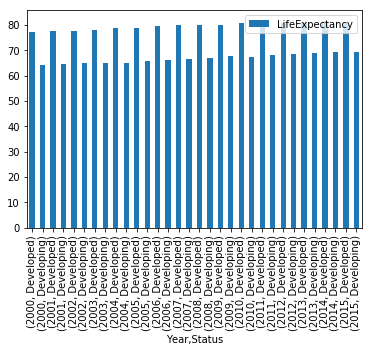 LifeExpectancy
80
70
60
50
40
30
20
10
0
(2000, Developed)
(2000, Developing)
(2001, Developed)
(2001, Developing)
(2002, Developed)
(2002, Developing)
(2003, Developed)
(2003, Developing)
(2004, Developed)
(2004, Developing)
(2005, Developed)
(2005, Developing)
(2006, Developed)
(2006, Developing)
(2007, Developed)
(2007, Developing)
(2008, Developed)
(2008, Developing)
(2009, Developed)
(2009, Developing)
(2010, Developed)
(2010, Developing)
(2011, Developed)
(2011, Developing)
(2012, Developed)
(2012, Developing)
(2013, Developed)
(2013, Developing)
(2014, Developed)
(2014, Developing)
(2015, Developed)
(2015, Developing)
Year,Status